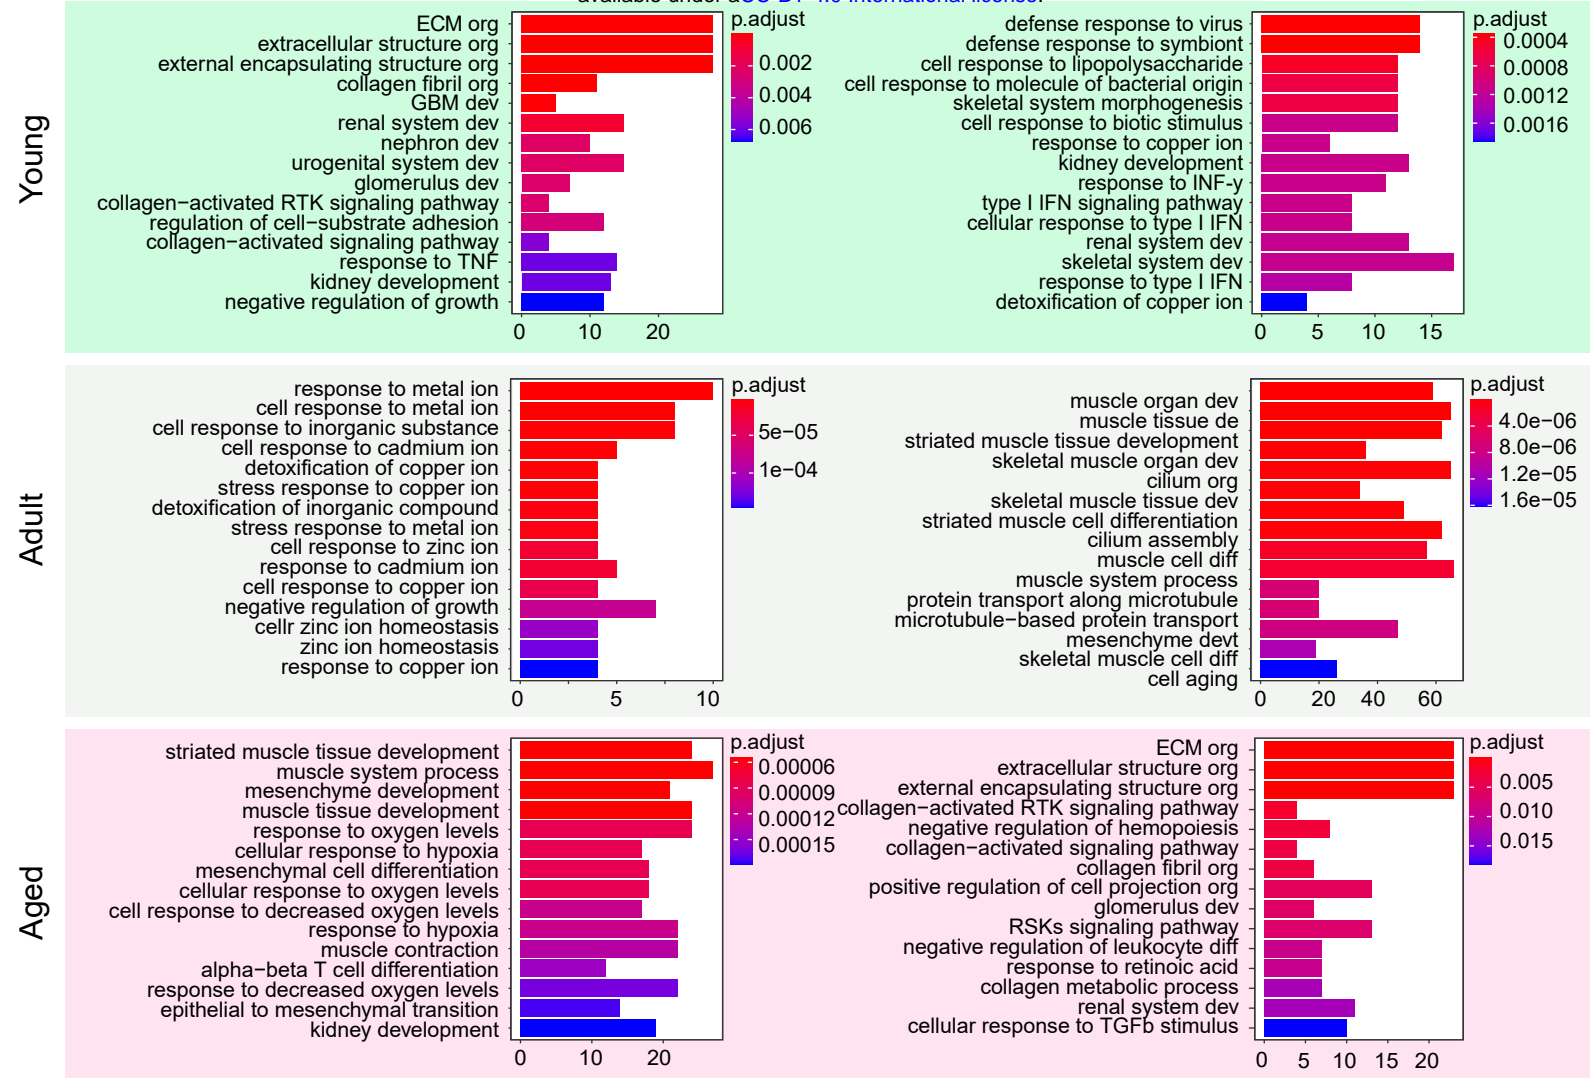 available under aCC-BY 4.0 International license.
Young
ECM org
extracellular structure org
external encapsulating structure org
collagen fibril org
GBM dev
renal system dev
nephron dev
urogenital system dev
glomerulus dev
collagen−activated RTK signaling pathway
regulation of cell−substrate adhesion
collagen−activated signaling pathway
response to TNF
kidney development
negative regulation of growth
0 10 20
p.adjust
0.002
0.004
0.006
defense response to virus
defense response to symbiont
cell response to lipopolysaccharide
cell response to molecule of bacterial origin
skeletal system morphogenesis
cell response to biotic stimulus
response to copper ion
kidney development
response to INF-y
type I IFN signaling pathway
cellular response to type I IFN
renal system dev
skeletal system dev
response to type I IFN
detoxification of copper ion
0 5 10 15
p.adjust
0.0004
0.0008
0.0012
0.0016
Adult
response to metal ion
cell response to metal ion
cell response to inorganic substance
cell response to cadmium ion
detoxification of copper ion
stress response to copper ion
detoxification of inorganic compound
stress response to metal ion
cell response to zinc ion
response to cadmium ion
cell response to copper ion
negative regulation of growth
cellr zinc ion homeostasis
zinc ion homeostasis
response to copper ion
0 5 10
p.adjust
5e−05
1e−04
muscle organ dev
muscle tissue de
striated muscle tissue development
skeletal muscle organ dev
cilium org
skeletal muscle tissue dev
striated muscle cell differentiation
cilium assembly
muscle cell diff
muscle system process
protein transport along microtubule
microtubule−based protein transport
mesenchyme devt
skeletal muscle cell diff
cell aging
0 20 40 60
p.adjust
4.0e−06
8.0e−06
1.2e−05
1.6e−05
Aged
striated muscle tissue development
muscle system process
mesenchyme development
muscle tissue development
response to oxygen levels
cellular response to hypoxia
mesenchymal cell differentiation
cellular response to oxygen levels
cell response to decreased oxygen levels
response to hypoxia
muscle contraction
alpha−beta T cell differentiation
response to decreased oxygen levels
epithelial to mesenchymal transition
kidney development
0 10 20
p.adjust
0.00006
0.00009
0.00012
0.00015
ECM org
extracellular structure org
external encapsulating structure org
collagen−activated RTK signaling pathway
negative regulation of hemopoiesis
collagen−activated signaling pathway
collagen fibril org
positive regulation of cell projection org
glomerulus dev
RSKs signaling pathway
negative regulation of leukocyte diff
response to retinoic acid
collagen metabolic process
renal system dev
cellular response to TGFb stimulus
0 5 10 15 20
p.adjust
0.005
0.010
0.015